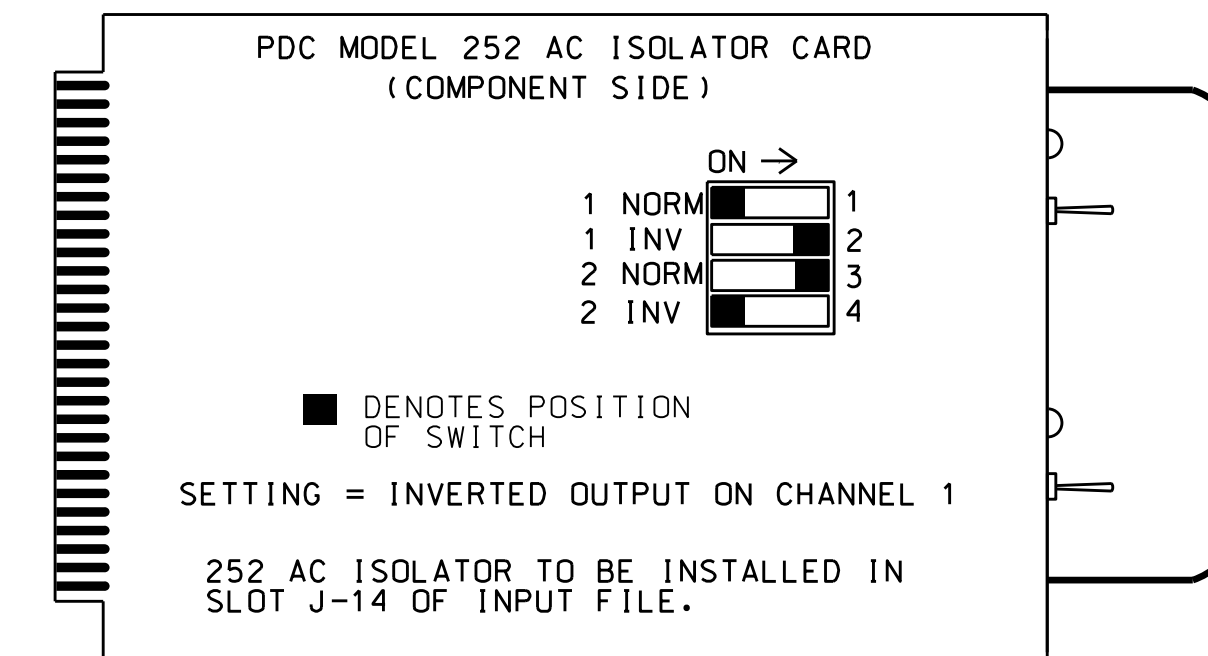 PDC MODEL 252 AC ISOLATOR CARD
(COMPONENT SIDE)
ON →
1 NORM 1
1 INV 2
2 NORM 3
2 INV 4
DENOTES POSITION
OF SWITCH
SETTING = INVERTED OUTPUT ON CHANNEL 1
252 AC ISOLATOR TO BE INSTALLED IN
SLOT J-14 OF INPUT FILE.